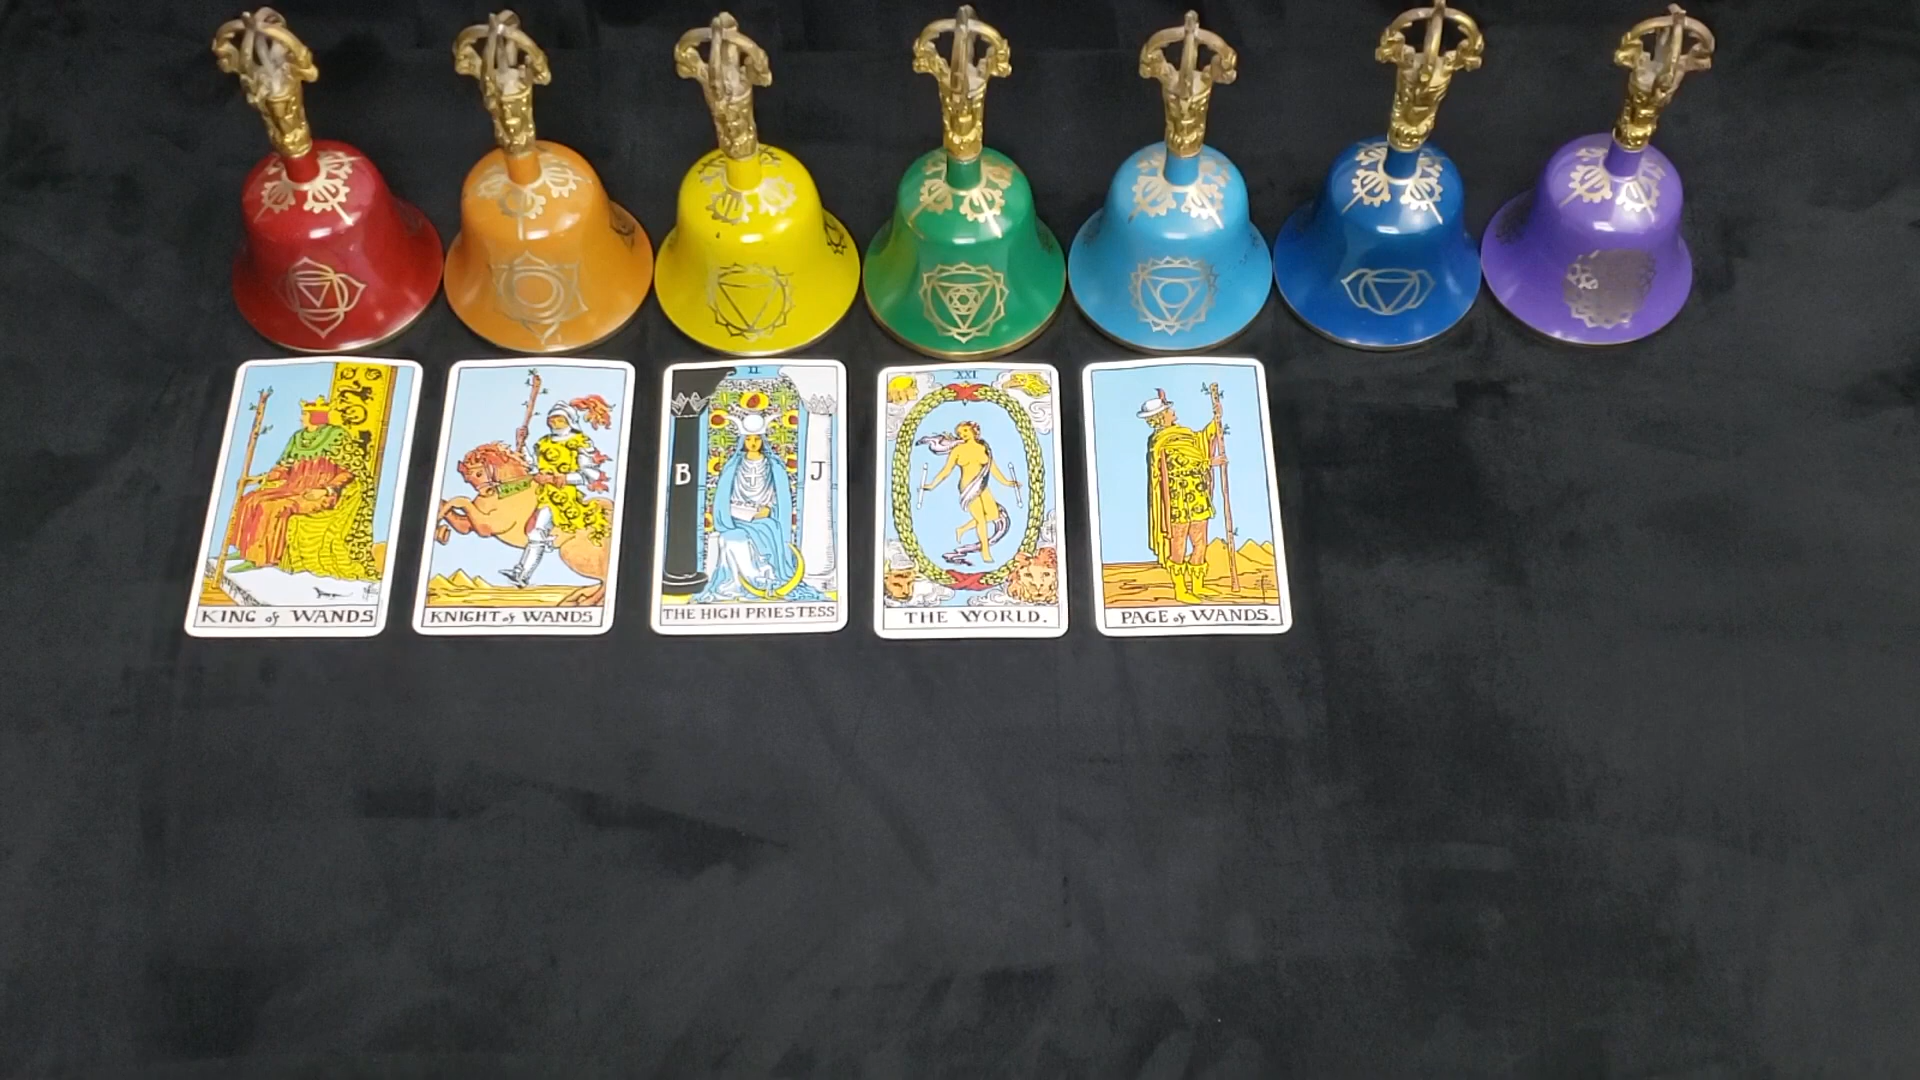 KING of WANDS
KNIGHT of WANDS
II
B J
THE HIGH PRIESTESS
XXI
THE WORLD.
PAGE of WANDS.